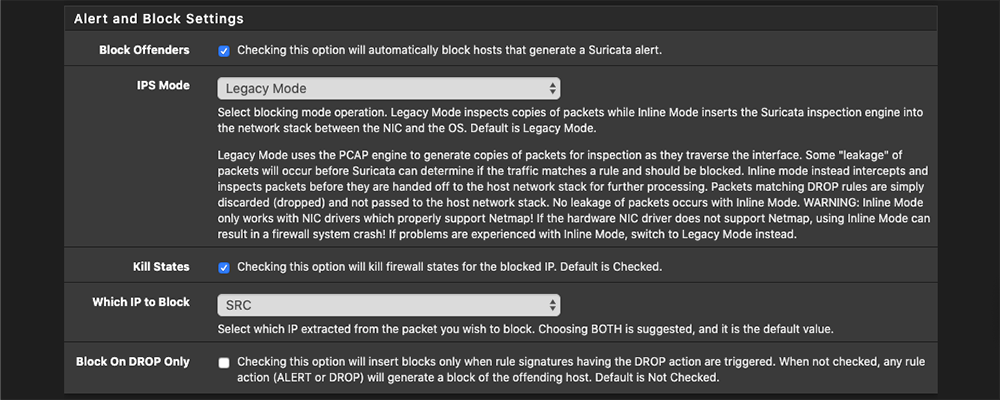 Alert and Block Settings
Block Offenders
Checking this option will automatically block hosts that generate a Suricata alert.
IPS Mode
Legacy Mode
Select blocking mode operation. Legacy Mode inspects copies of packets while Inline Mode inserts the Suricata inspection engine into
the network stack between the NIC and the OS. Default is Legacy Mode.
Legacy Mode uses the PCAP engine to generate copies of packets for inspection as they traverse the interface. Some "leakage" of
packets will occur before Suricata can determine if the traffic matches a rule and should be blocked. Inline mode instead intercepts and
inspects packets before they are handed off to the host network stack for further processing. Packets matching DROP rules are simply
discarded (dropped) and not passed to the host network stack. No leakage of packets occurs with Inline Mode. WARNING: Inline Mode
only works with NIC drivers which properly support Netmap! If the hardware NIC driver does not support Netmap, using Inline Mode can
result in a firewall system crash! If problems are experienced with Inline Mode, switch to Legacy Mode instead.
Kill States
Checking this option will kill firewall states for the blocked IP. Default is Checked.
Which IP to Block
SRC
Select which IP extracted from the packet you wish to block. Choosing BOTH is suggested, and it is the default value.
Block On DROP Only
Checking this option will insert blocks only when rule signatures having the DROP action are triggered. When not checked, any rule
action (ALERT or DROP) will generate a block of the offending host. Default is Not Checked.